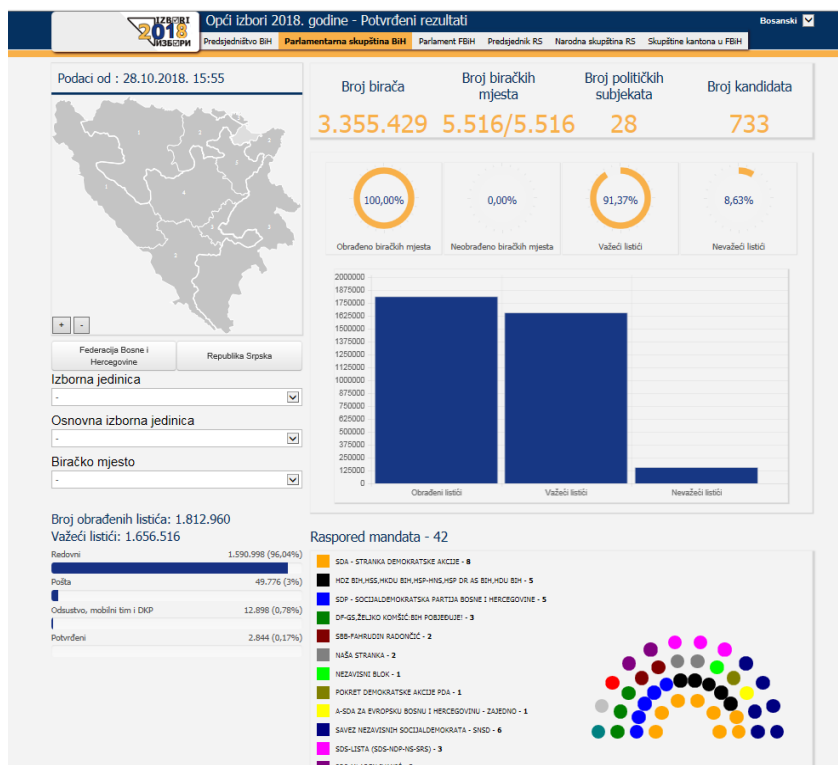 IZBORI
2018
ИЗБОРИ
Opći izbori 2018. godine - Potvrđeni rezultati
Bosanski
Predsjedništvo BiH Parlamentarna skupština BiH Parlament FBiH Predsjednik RS Narodna skupština RS Skupštine kantona u FBiH
Podaci od : 28.10.2018. 15:55
+ -
Federacija Bosne i
Hercegovine
Republika Srpska
Izborna jedinica
-
Osnovna izborna jedinica
-
Biračko mjesto
-
Broj obrađenih listića: 1.812.960
Važeći listići: 1.656.516
Redovni 1.590.998 (96,04%)
Pošta 49.776 (3%)
Odsustvo, mobilni tim i DKP 12.898 (0,78%)
Potvrđeni 2.844 (0,17%)
Broj birača
3.355.429
Broj biračkih
mjesta
5.516/5.516
Broj političkih
subjekata
28
Broj kandidata
733
100,00%
Obrađeno biračkih mjesta
0,00%
Neobrađeno biračkih mjesta
91,37%
Važeći listići
8,63%
Nevažeći listići
2000000
1875000
1750000
1625000
1500000
1375000
1250000
1125000
1000000
875000
750000
625000
500000
375000
250000
125000
0
Obrađeni listići Važeći listići Nevažeći listići
Raspored mandata - 42
SDA - STRANKA DEMOKRATSKE AKCIJE - 8
HDZ BIH,HSS,HKDU BIH,HSP-HNS,HSP DR AS BIH,HDU BIH - 5
SDP - SOCIJALDEMOKRATSKA PARTIJA BOSNE I HERCEGOVINE - 5
DF-GS,ŽELJKO KOMŠIĆ:BIH POBJEĐUJE! - 3
SBB-FAHRUDIN RADONČIĆ - 2
NAŠA STRANKA - 2
NEZAVISNI BLOK - 1
POKRET DEMOKRATSKE AKCIJE PDA - 1
A-SDA ZA EVROPSKU BOSNU I HERCEGOVINU - ZAJEDNO - 1
SAVEZ NEZAVISNIH SOCIJALDEMOKRATA - SNSD - 6
SDS-LISTA (SDS-NDP-NS-SRS) - 3